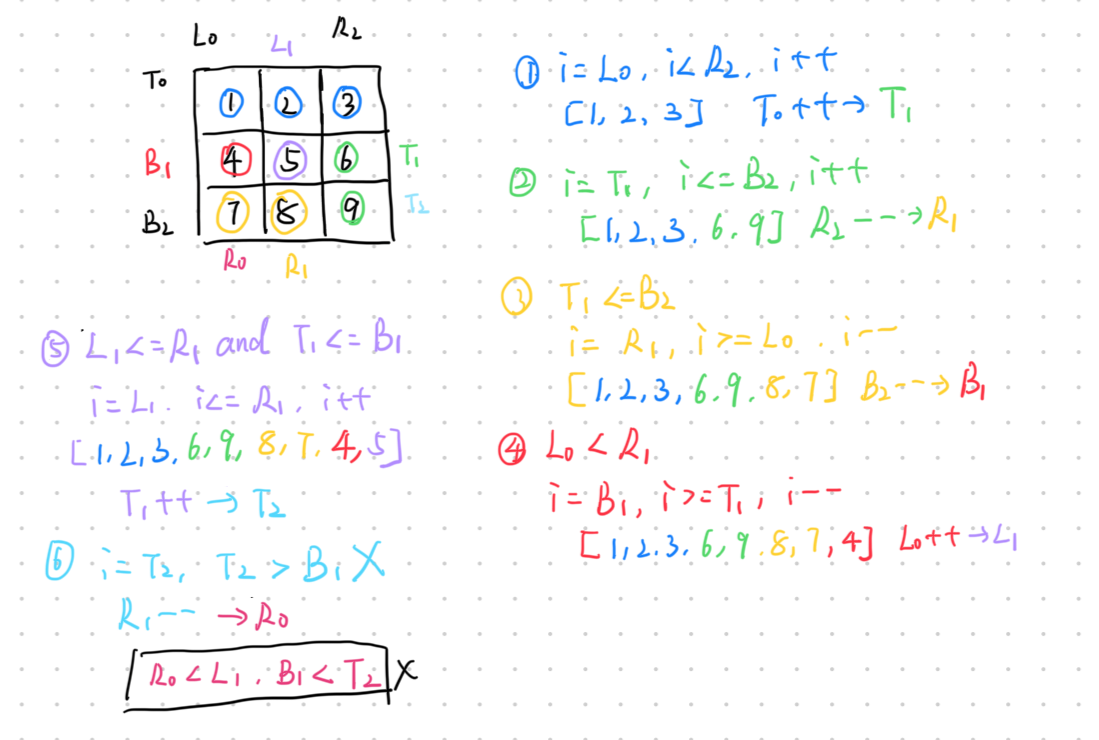 L0 L1 R2
T0 ① ② ③
B1 ④ ⑤ ⑥ T1
B2 ⑦ ⑧ ⑨ T2
R0 R1
① i=L0, i<R2, i++
[1, 2, 3] T0++→T1
② i=T1, i<=B2, i++
[1,2,3,6.9] R2--→R1
③ T1<=B2
i=R1, i>=L0. i--
[1,2,3,6.9.8,7] B2--→B1
④ L0<R1
i=B1, i>=T1, i--
[1,2.3.6,9.8,7,4] L0++→L1
⑤ L1<=R1 and T1<=B1
i=L1. i<=R1, i++
[1,2,3.6,9,8,7.4,5]
T1++→T2
⑥ i=T2, T2>B1 X
R1--→R0
R0<L1, B1<T2 X